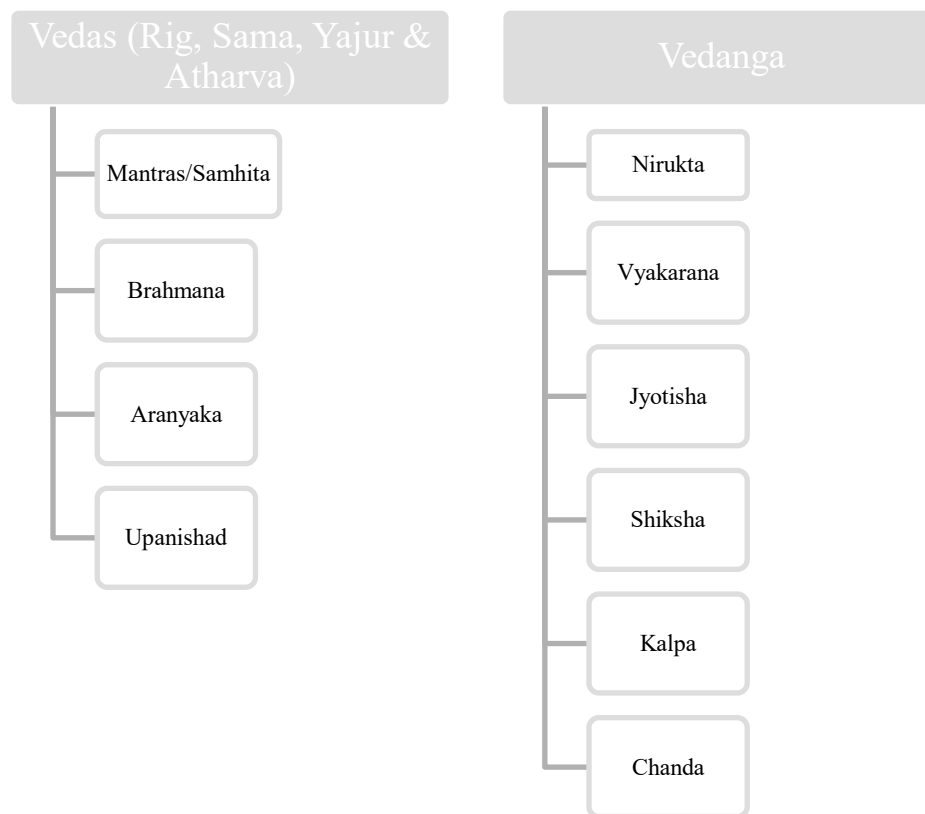 Vedas (Rig, Sama, Yajur &
Atharva)
Mantras/Samhita
Brahmana
Aranyaka
Upanishad
Vedanga
Nirukta
Vyakarana
Jyotisha
Shiksha
Kalpa
Chanda